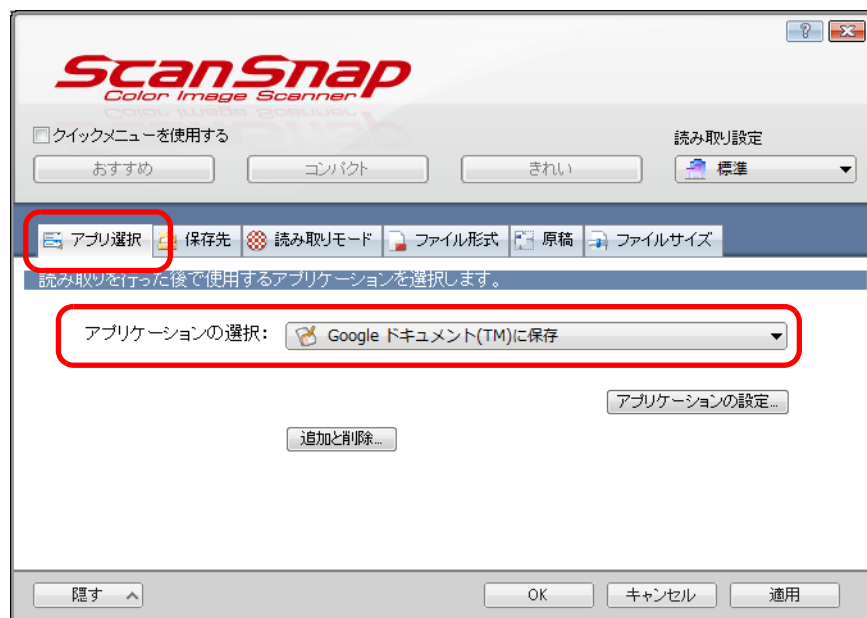 ScanSnap
Color Image Scanner
クイックメニューを使用する
読み取り設定
おすすめ
コンパクト
きれい
標準
アプリ選択
保存先
読み取りモード
ファイル形式
原稿
ファイルサイズ
読み取りを行った後で使用するアプリケーションを選択します。
アプリケーションの選択:
Google ドキュメント(TM)に保存
アプリケーションの設定...
追加と削除...
隠す
OK
キャンセル
適用